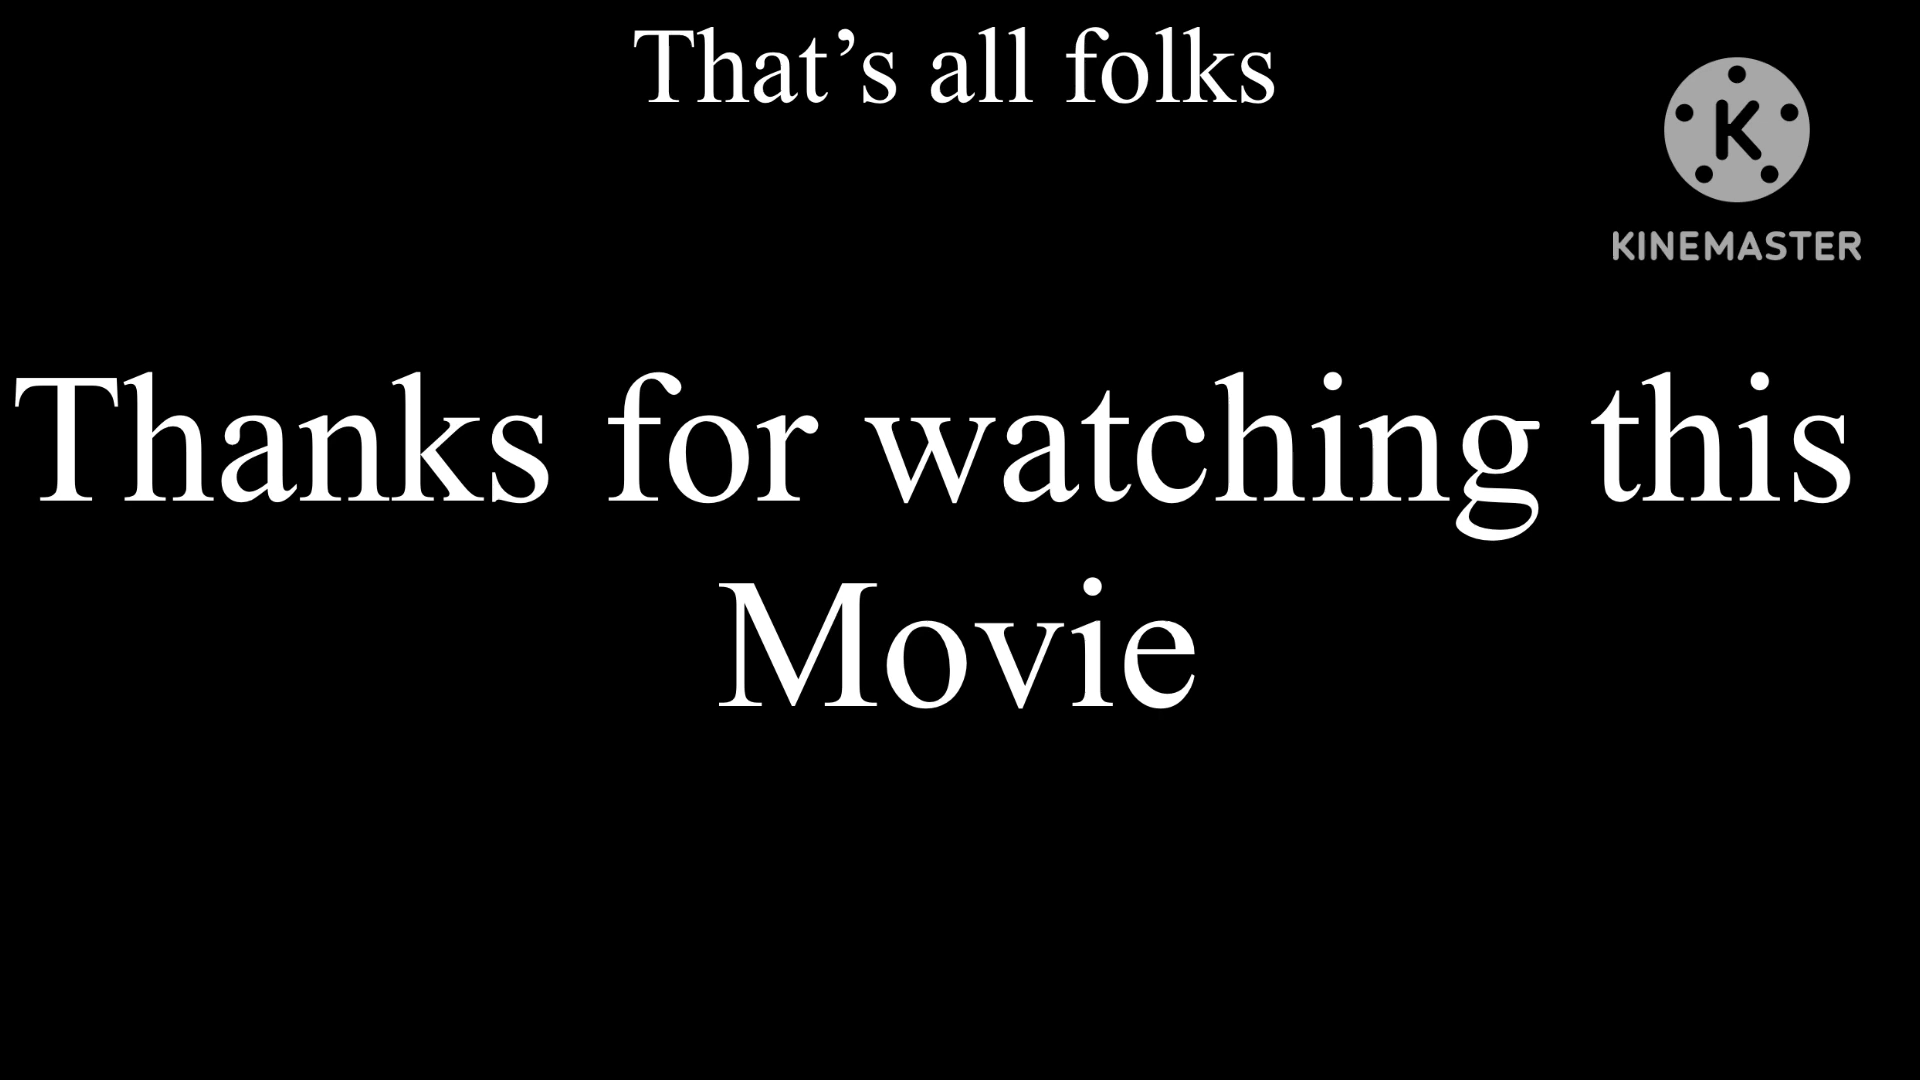 That’s all folks
K
KINEMASTER
Thanks for watching this
Movie